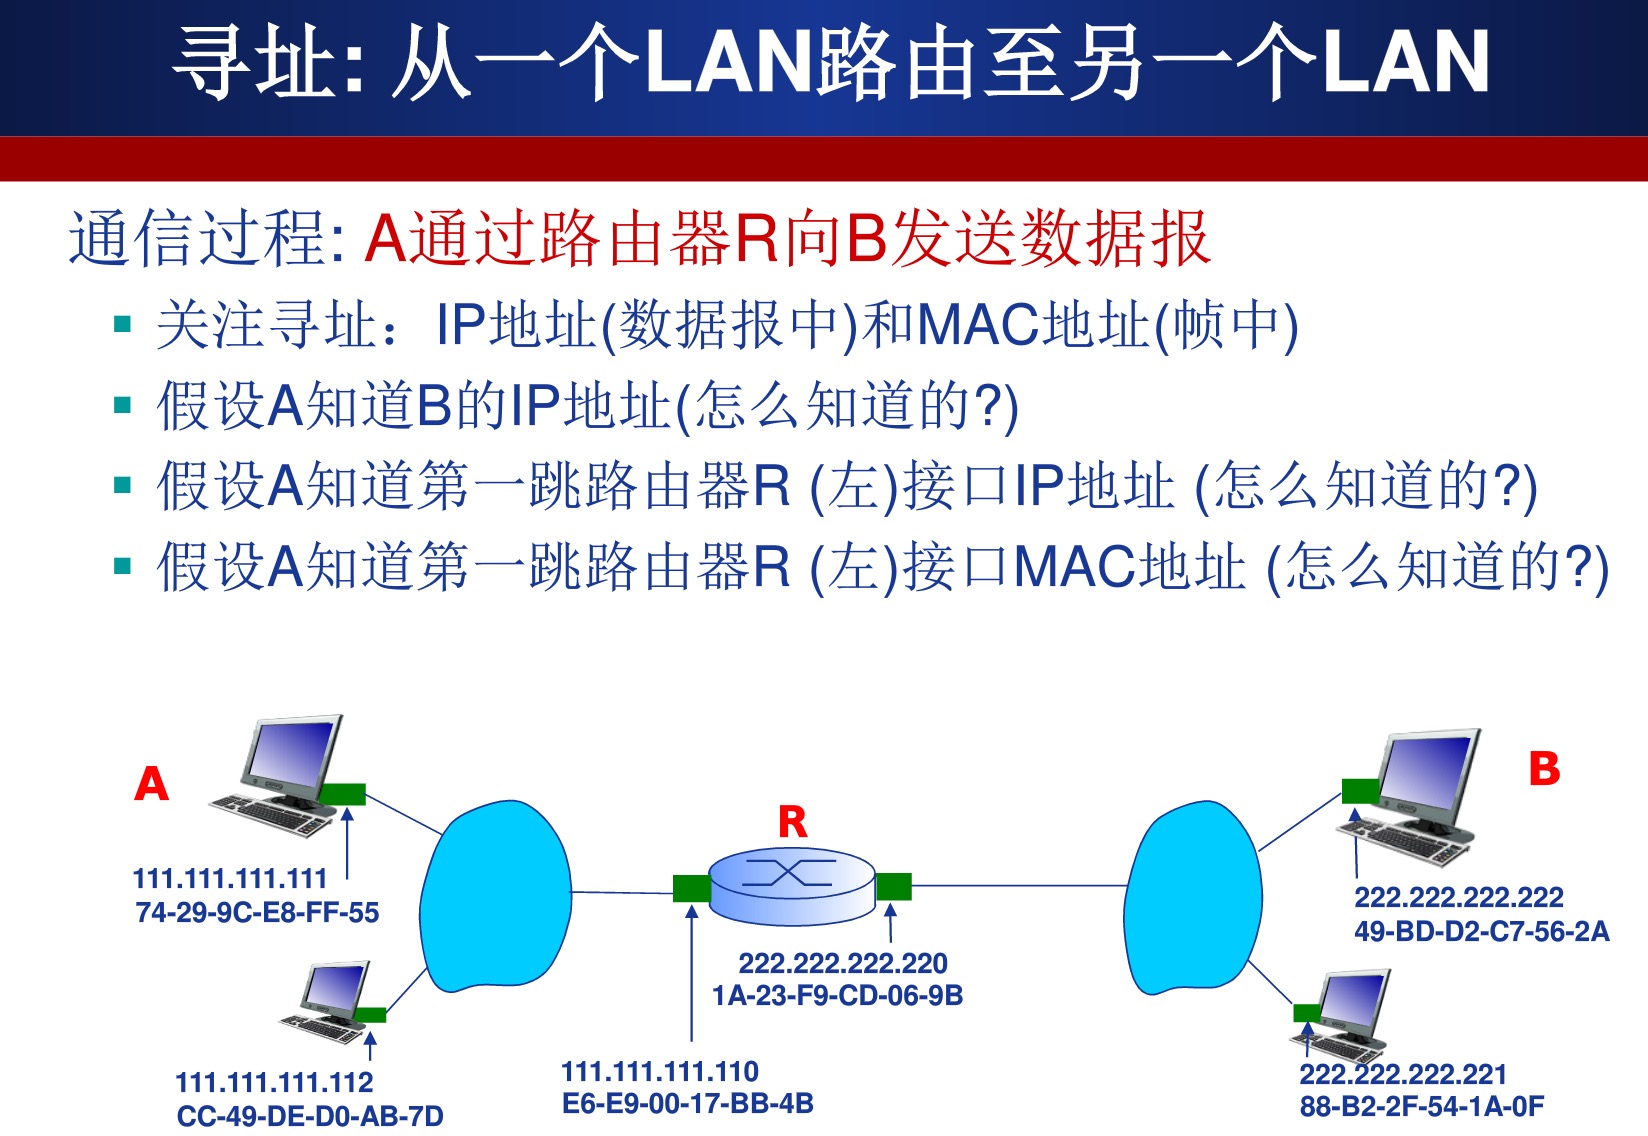 寻址: 从一个LAN路由至另一个LAN
通信过程: A通过路由器R向B发送数据报
关注寻址：IP地址(数据报中)和MAC地址(帧中)
假设A知道B的IP地址(怎么知道的?)
假设A知道第一跳路由器R (左)接口IP地址 (怎么知道的?)
假设A知道第一跳路由器R (左)接口MAC地址 (怎么知道的?)
A
R
B
111.111.111.111
74-29-9C-E8-FF-55
222.222.222.222
49-BD-D2-C7-56-2A
222.222.222.220
1A-23-F9-CD-06-9B
111.111.111.112
CC-49-DE-D0-AB-7D
111.111.111.110
E6-E9-00-17-BB-4B
222.222.222.221
88-B2-2F-54-1A-0F